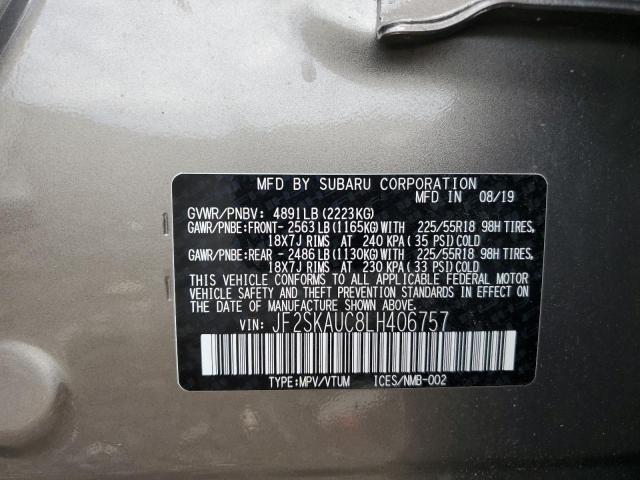 MFD BY SUBARU CORPORATION
MFD IN 08/19
GVWR/PNBV: 4891LB (2223KG)
GAWR/PNBE:FRONT- 2563 LB (1165KG)WITH 225/55R18 98H TIRES,
18X7J RIMS AT 240 KPA( 35 PSI)COLD
GAWR/PNBE:REAR - 2486 LB (1130KG)WITH 225/55R18 98H TIRES,
18X7J RIMS AT 230 KPA( 33 PSI)COLD
THIS VEHICLE CONFORMS TO ALL APPLICABLE FEDERAL MOTOR
VEHICLE SAFETY AND THEFT PREVENTION STANDARDS IN EFFECT ON
THE DATE OF MANUFACTURE SHOWN ABOVE.
VIN: JF2SKAUC8LH406757
TYPE:MPV/VTUM ICES/NMB-002